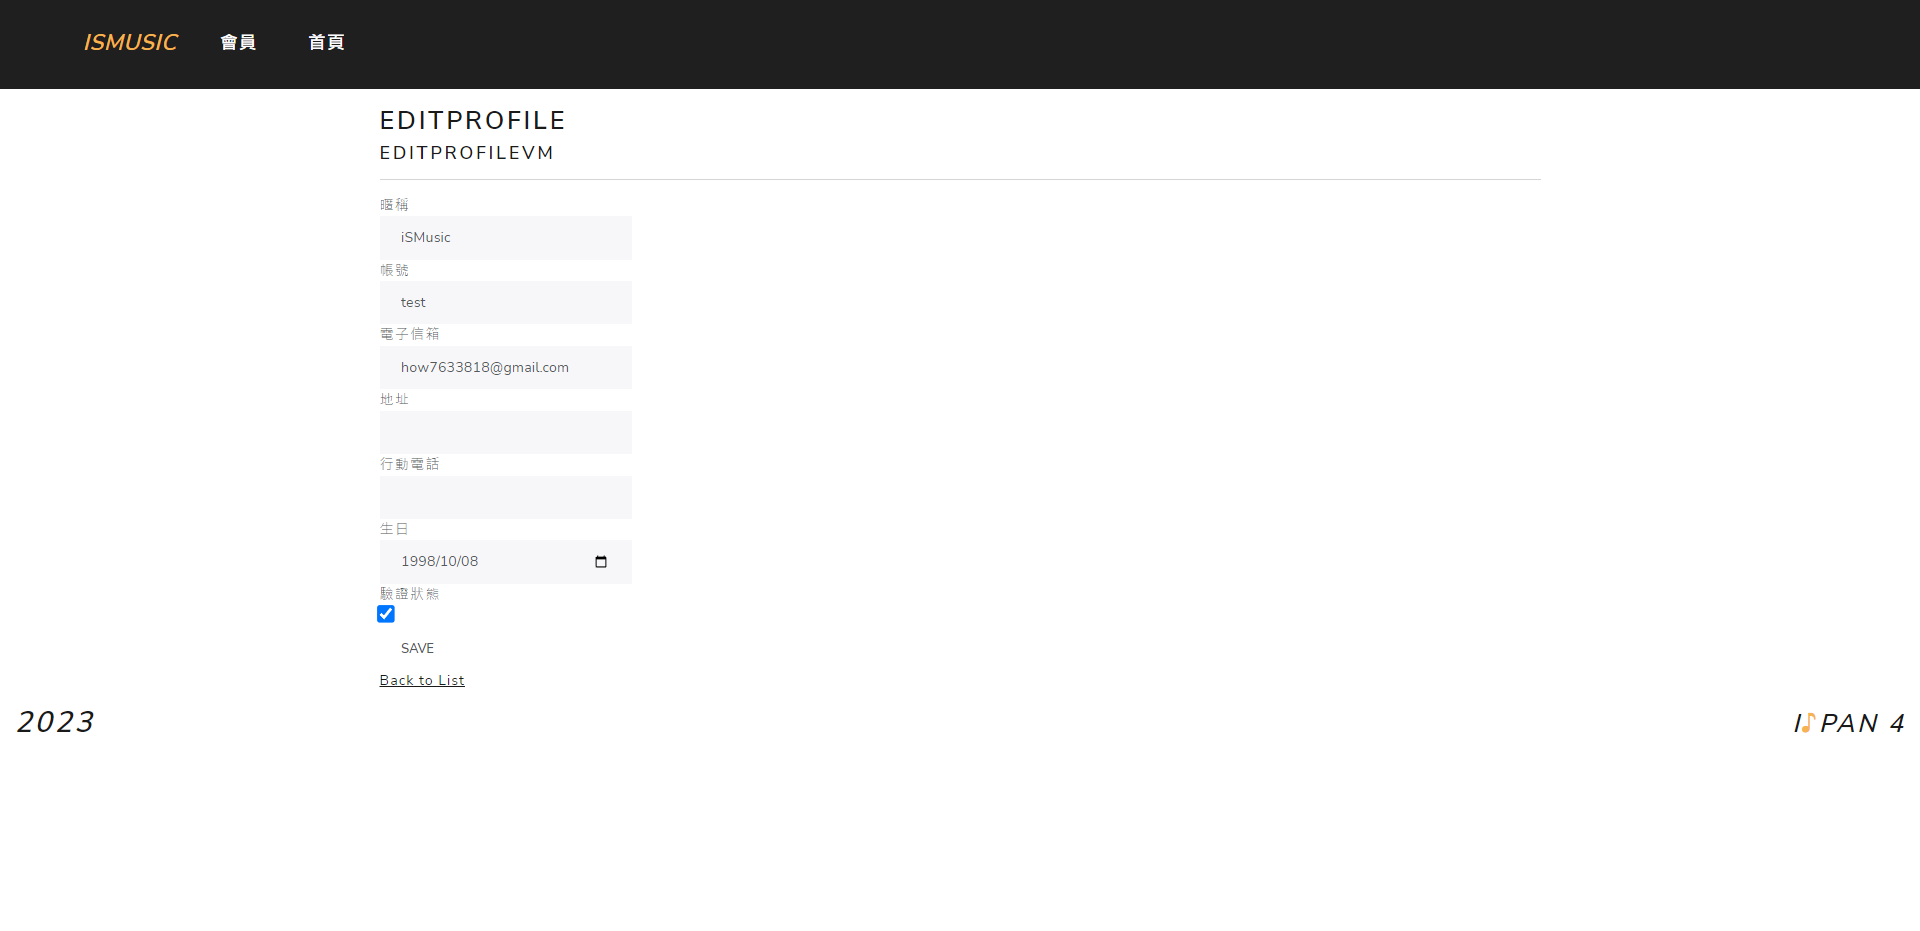 ISMUSIC 會員 首頁
EDITPROFILE
EDITPROFILEVM
暱稱
iSMusic
帳號
test
電子信箱
how7633818@gmail.com
地址
行動電話
生日
1998/10/08
驗證狀態
SAVE
Back to List
2023 I♪PAN 4